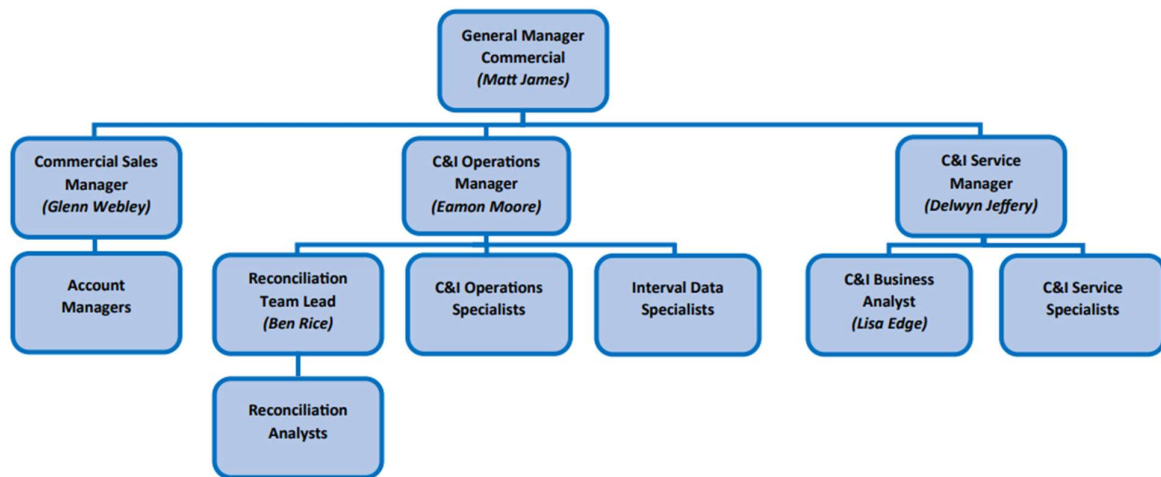 General Manager
Commercial
(Matt James)
Commercial Sales
Manager
(Glenn Webley)
C&I Operations
Manager
(Eamon Moore)
C&I Service
Manager
(Delwyn Jeffery)
Account
Managers
Reconciliation
Team Lead
(Ben Rice)
C&I Operations
Specialists
Interval Data
Specialists
C&I Business
Analyst
(Lisa Edge)
C&I Service
Specialists
Reconciliation
Analysts